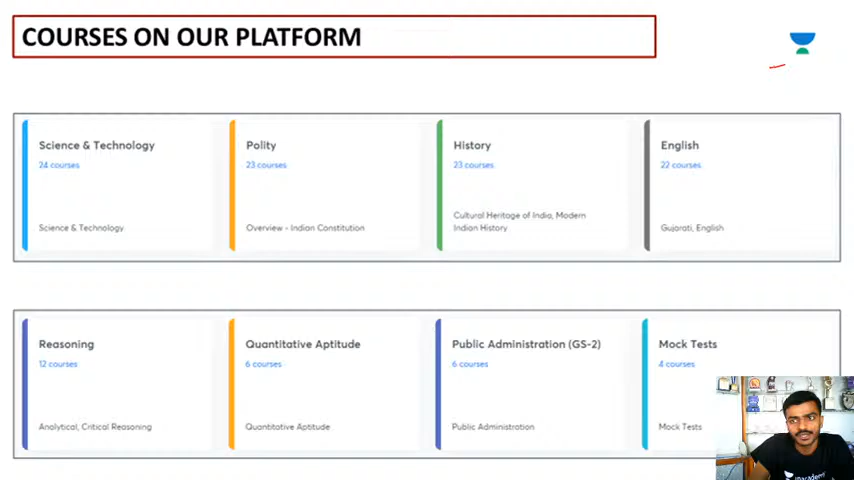 COURSES ON OUR PLATFORM
Science & Technology
24 courses
Science & Technology
Polity
23 courses
Overview - Indian Constitution
History
23 courses
Cultural Heritage of India, Modern
Indian History
English
22 courses
Gujarati, English
Reasoning
12 courses
Analytical, Critical Reasoning
Quantitative Aptitude
6 courses
Quantitative Aptitude
Public Administration (GS-2)
6 courses
Public Administration
Mock Tests
4 courses
Mock Tests